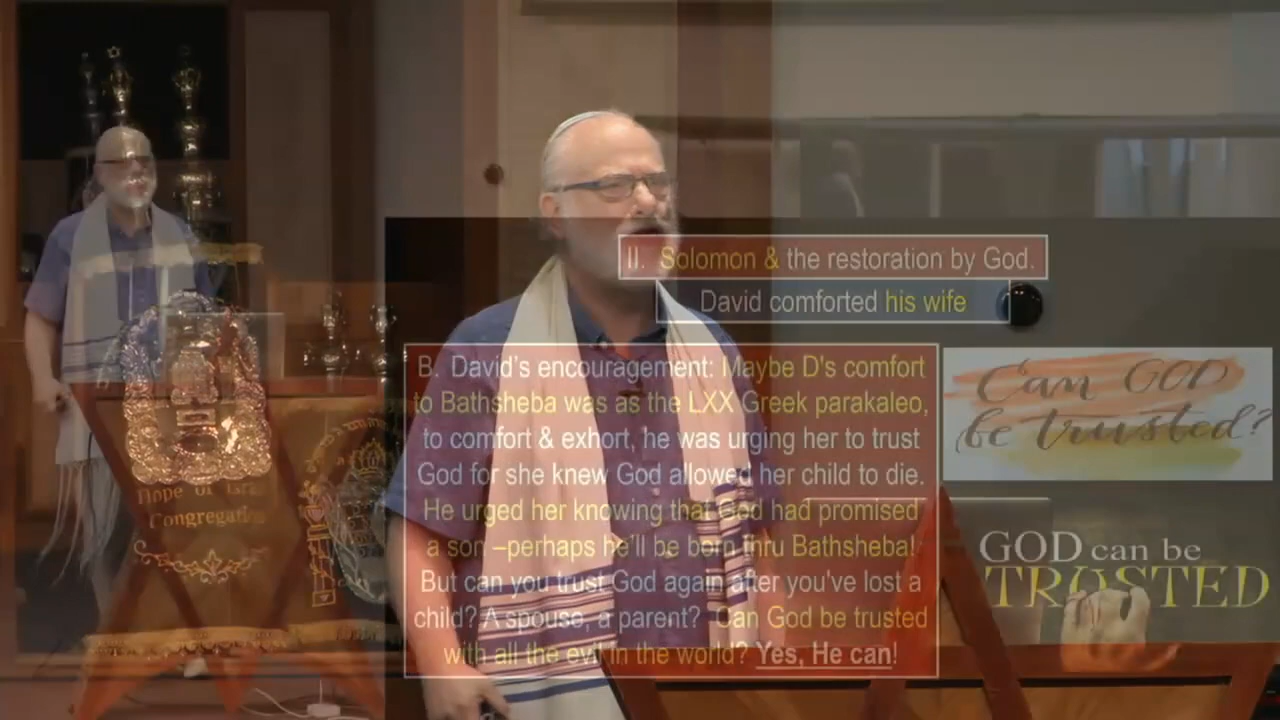 II. Solomon & the restoration by God.
David comforted his wife
B. David's encouragement: Maybe D's comfort
to Bathsheba was as the LXX Greek parakaleo,
to comfort & exhort, he was urging her to trust
God for she knew God allowed her child to die.
He urged her knowing that God had promised
a son –perhaps he'll be born thru Bathsheba!
But can you trust God again after you've lost a
child? A spouse, a parent? Can God be trusted
with all the evil in the world? Yes, He can!
Can GOD
be trusted?
GOD can be
TRUSTED
Hope of Israel
Congregation